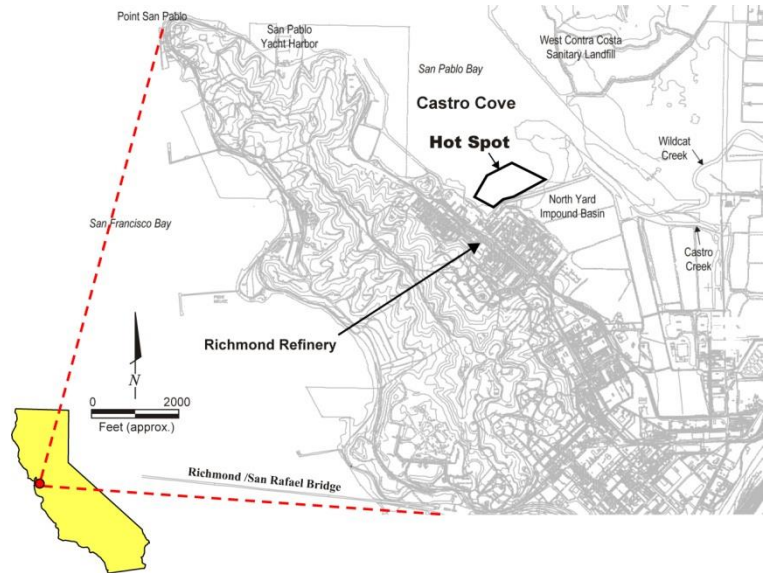 Point San Pablo
San Pablo
Yacht Harbor
West Contra Costa
Sanitary Landfill
San Pablo Bay
Castro Cove
Hot Spot
Wildcat
Creek
North Yard
Impound Basin
San Francisco Bay
Castro
Creek
Richmond Refinery
N
0 2000
Feet (approx.)
Richmond /San Rafael Bridge